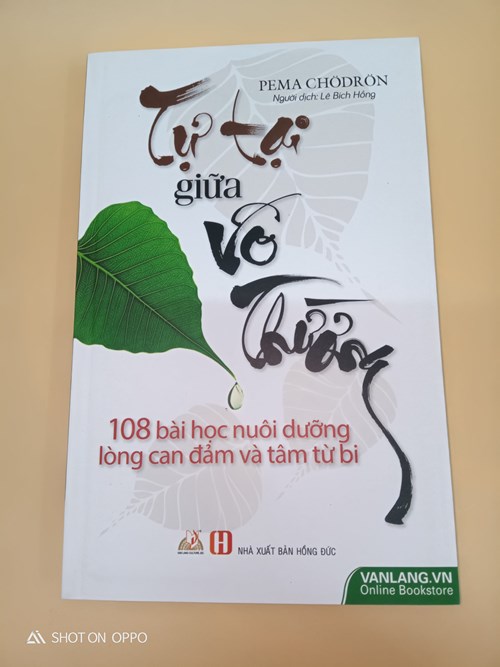 PEMA CHÖDRÖN
Người dịch: Lê Bích Hồng
Tự tại
giữa
vô
Thường
108 bài học nuôi dưỡng
lòng can đảm và tâm từ bi
NHÀ XUẤT BẢN HỒNG ĐỨC
VANLANG.VN
Online Bookstore
SHOT ON OPPO